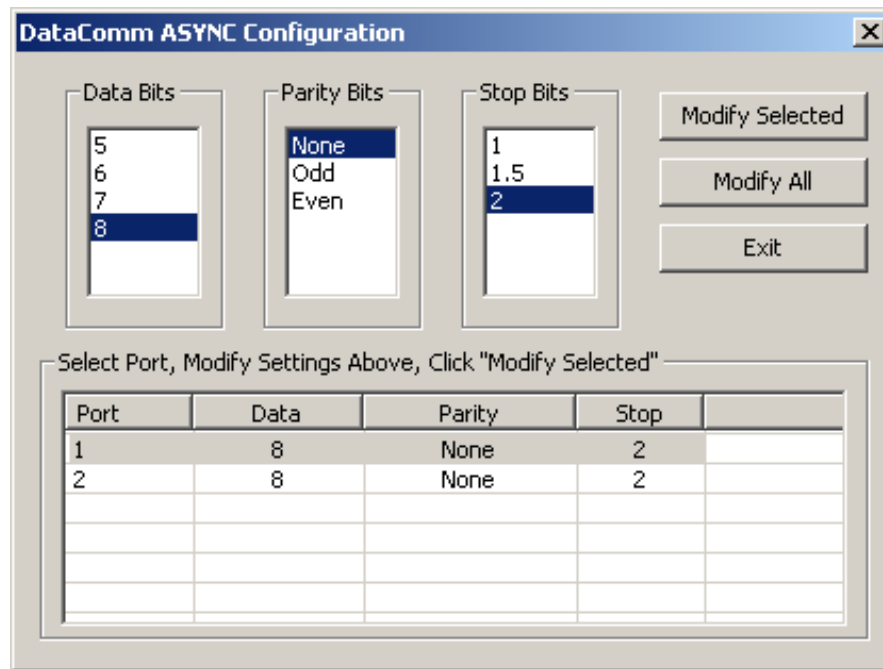 DataComm ASYNC Configuration
Data Bits
5
6
7
8
Parity Bits
None
Odd
Even
Stop Bits
1
1.5
2
Modify Selected
Modify All
Exit
Select Port, Modify Settings Above, Click "Modify Selected"
Port Data Parity Stop
1 8 None 2
2 8 None 2